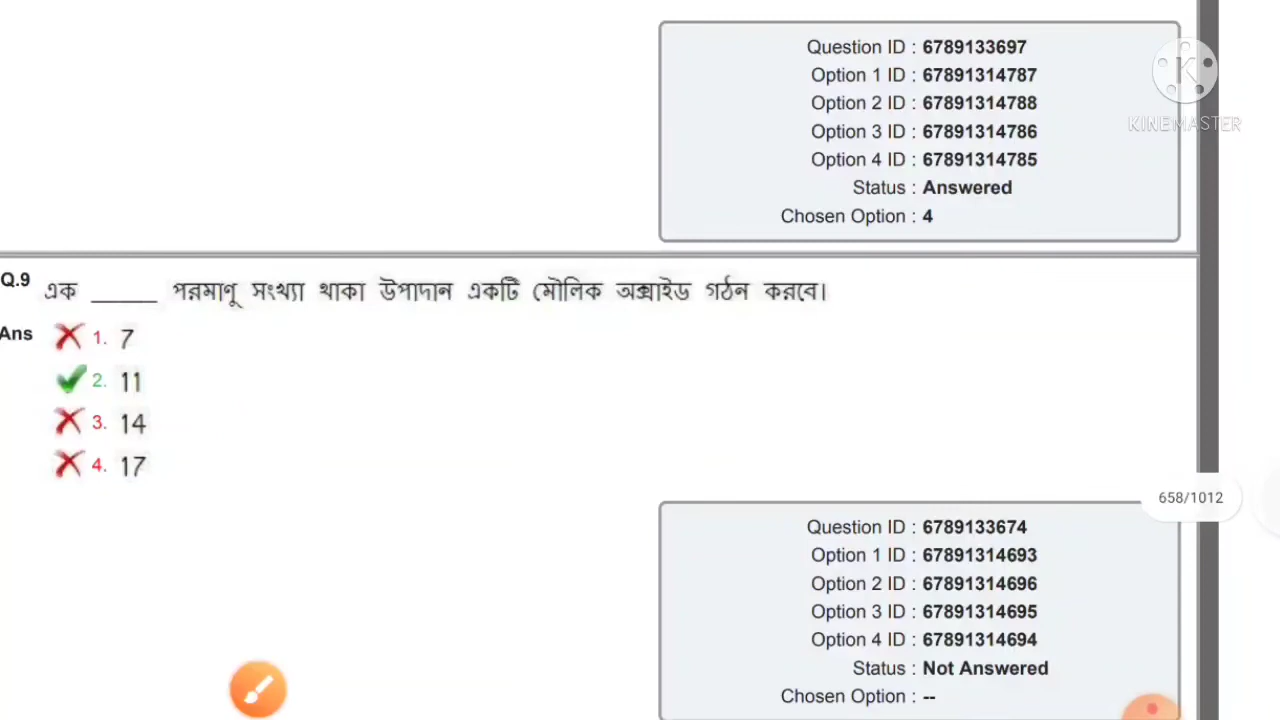 Question ID : 6789133697
Option 1 ID : 67891314787
Option 2 ID : 67891314788
Option 3 ID : 67891314786
Option 4 ID : 67891314785
Status : Answered
Chosen Option : 4
KINEMASTER
Q.9 এক _____ পরমাণু সংখ্যা থাকা উপাদান একটি মৌলিক অক্সাইড গঠন করবে।
Ans 1. 7
2. 11
3. 14
4. 17
658/1012
Question ID : 6789133674
Option 1 ID : 67891314693
Option 2 ID : 67891314696
Option 3 ID : 67891314695
Option 4 ID : 67891314694
Status : Not Answered
Chosen Option : --